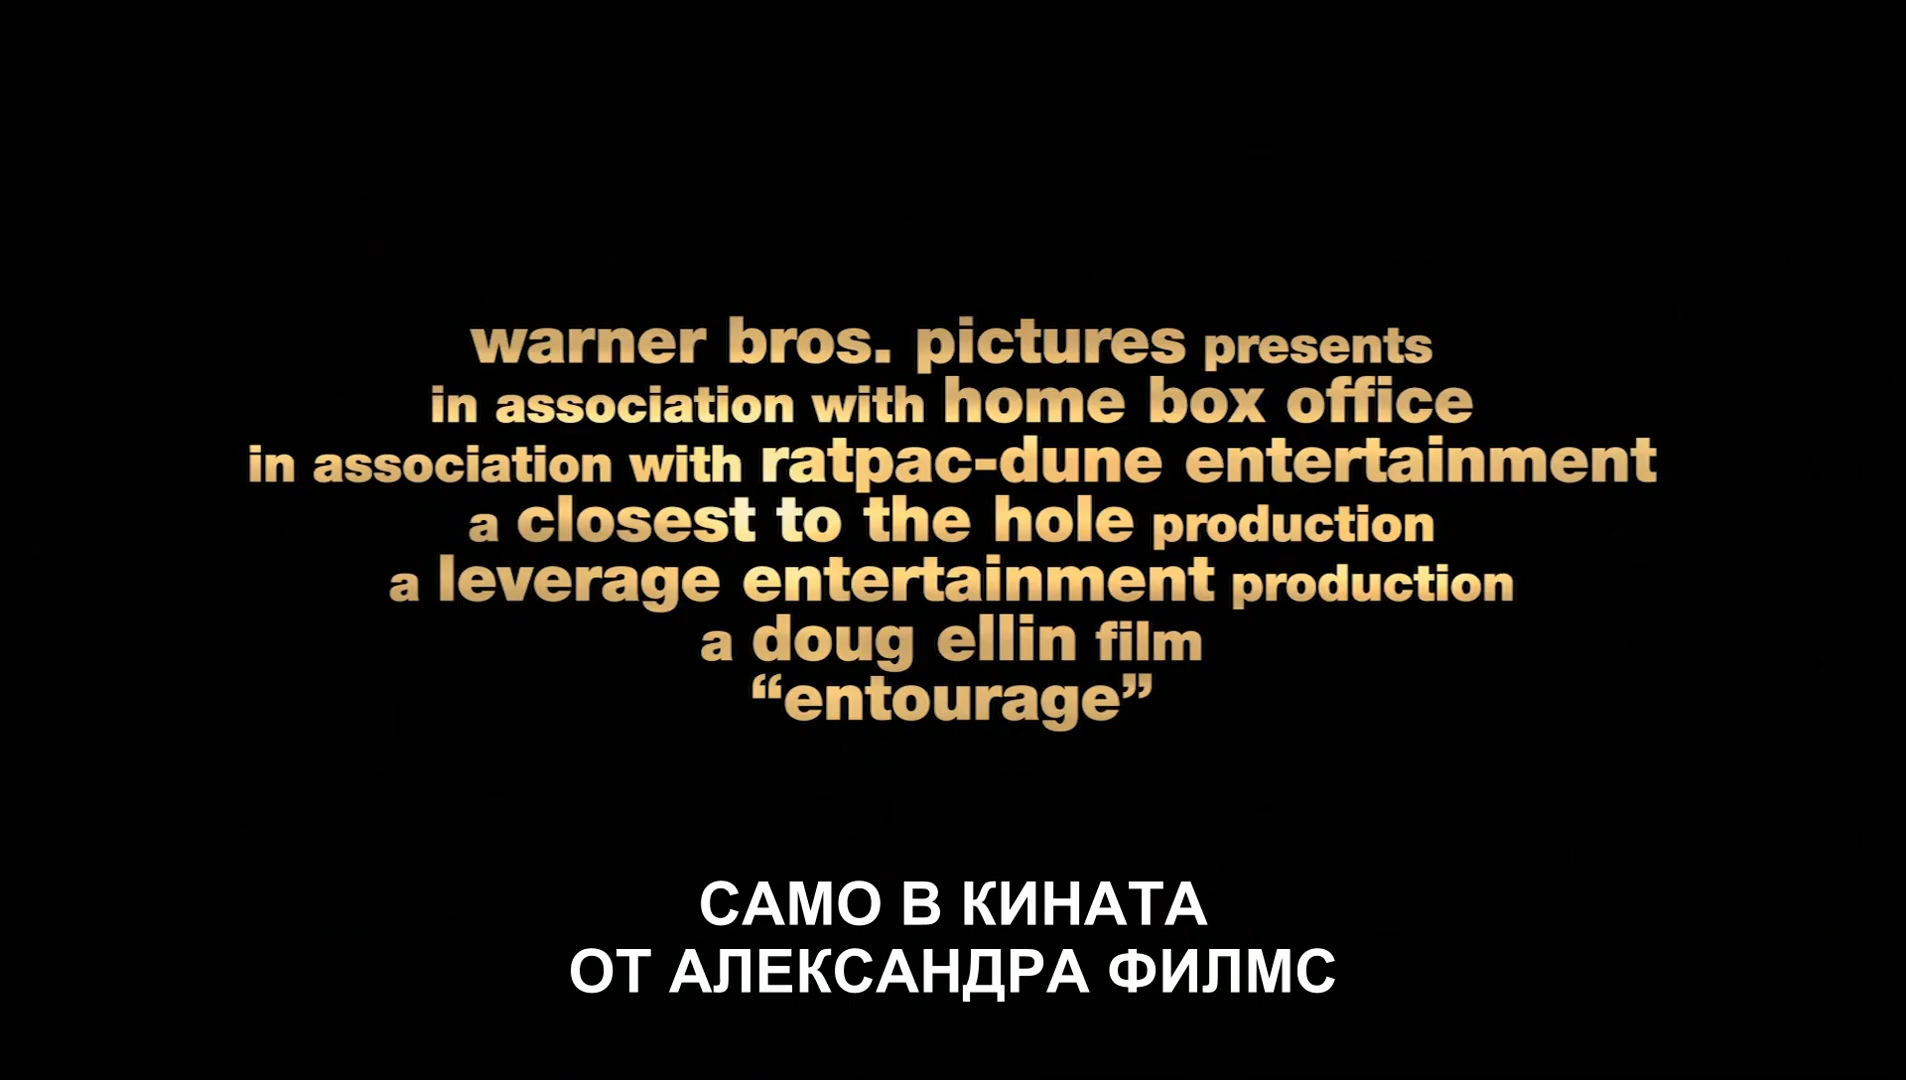 warner bros. pictures presents
in association with home box office
in association with ratpac-dune entertainment
a closest to the hole production
a leverage entertainment production
a doug ellin film
“entourage”
САМО В КИНАТА
ОТ АЛЕКСАНДРА ФИЛМС